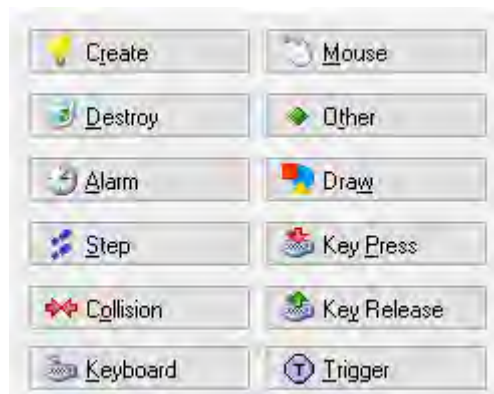 Create Mouse
Destroy Other
Alarm Draw
Step Key Press
Collision Key Release
Keyboard T Trigger